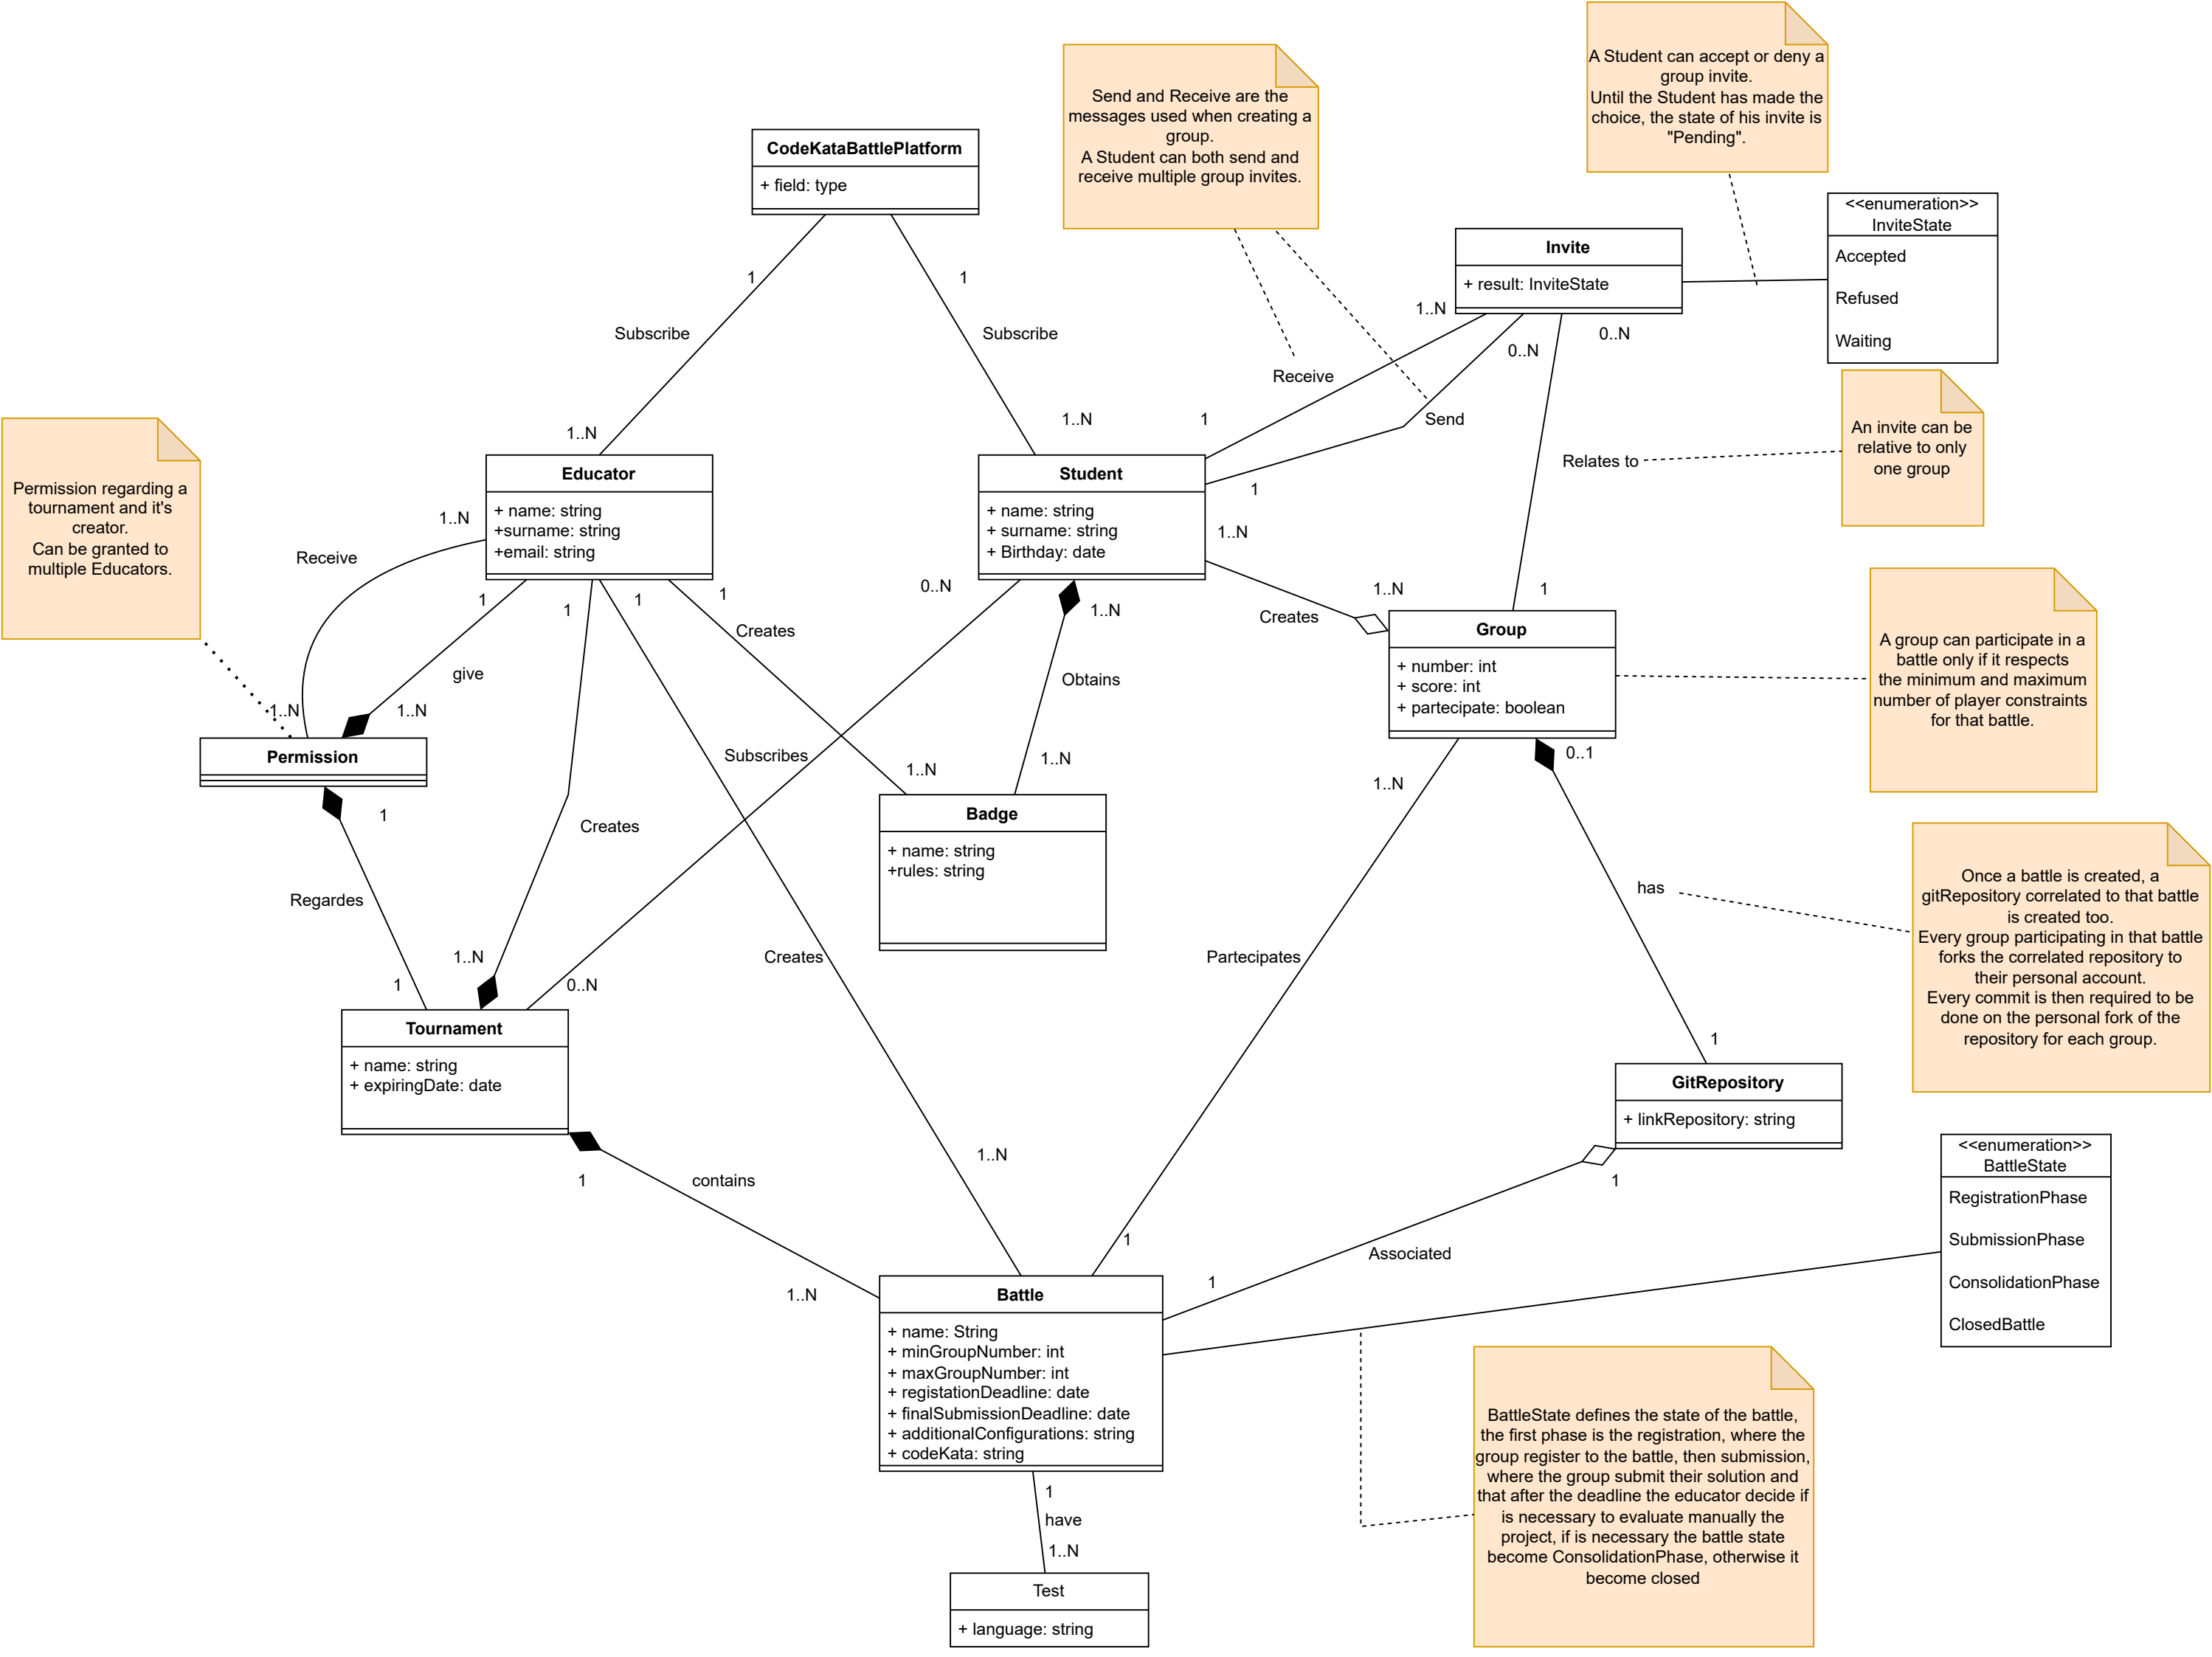 A Student can accept or deny a
group invite.
Until the Student has made the
choice, the state of his invite is
"Pending".
Send and Receive are the
messages used when creating a
group.
A Student can both send and
receive multiple group invites.
CodeKataBattlePlatform
+ field: type
<<enumeration>>
InviteState
Accepted
Refused
Waiting
Invite
+ result: InviteState
1
1
Subscribe
Subscribe
1..N
0..N
0..N
Receive
1
Send
1..N
1..N
An invite can be
relative to only
one group
Relates to
Permission regarding a
tournament and it's
creator.
Can be granted to
multiple Educators.
Educator
+ name: string
+surname: string
+email: string
Student
+ name: string
+ surname: string
+ Birthday: date
1
1..N
1..N
Receive
1
1
1
1
0..N
1..N
1..N
1
Creates
Creates
give
Obtains
Group
+ number: int
+ score: int
+ partecipate: boolean
A group can participate in a
battle only if it respects
the minimum and maximum
number of player constraints
for that battle.
1..N
1..N
Permission
Subscribes
1..N
1..N
1..N
0..1
1
Creates
Badge
+ name: string
+rules: string
Regardes
has
Once a battle is created, a
gitRepository correlated to that battle
is created too.
Every group participating in that battle
forks the correlated repository to
their personal account.
Every commit is then required to be
done on the personal fork of the
repository for each group.
1..N
1
0..N
Creates
Partecipates
Tournament
+ name: string
+ expiringDate: date
1
GitRepository
+ linkRepository: string
1
contains
1..N
1
1
Associated
1
1..N
<<enumeration>>
BattleState
RegistrationPhase
SubmissionPhase
ConsolidationPhase
ClosedBattle
Battle
+ name: String
+ minGroupNumber: int
+ maxGroupNumber: int
+ registationDeadline: date
+ finalSubmissionDeadline: date
+ additionalConfigurations: string
+ codeKata: string
BattleState defines the state of the battle,
the first phase is the registration, where the
group register to the battle, then submission,
where the group submit their solution and
that after the deadline the educator decide if
is necessary to evaluate manually the
project, if is necessary the battle state
become ConsolidationPhase, otherwise it
become closed
1
have
1..N
Test
+ language: string